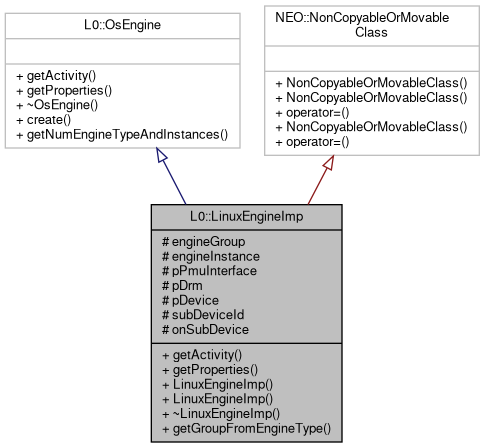 L0::OsEngine
+ getActivity()
+ getProperties()
+ ~OsEngine()
+ create()
+ getNumEngineTypeAndInstances()
NEO::NonCopyableOrMovable
Class
+ NonCopyableOrMovableClass()
+ NonCopyableOrMovableClass()
+ operator=()
+ NonCopyableOrMovableClass()
+ operator=()
L0::LinuxEngineImp
# engineGroup
# engineInstance
# pPmuInterface
# pDrm
# pDevice
# subDeviceId
# onSubDevice
+ getActivity()
+ getProperties()
+ LinuxEngineImp()
+ LinuxEngineImp()
+ ~LinuxEngineImp()
+ getGroupFromEngineType()